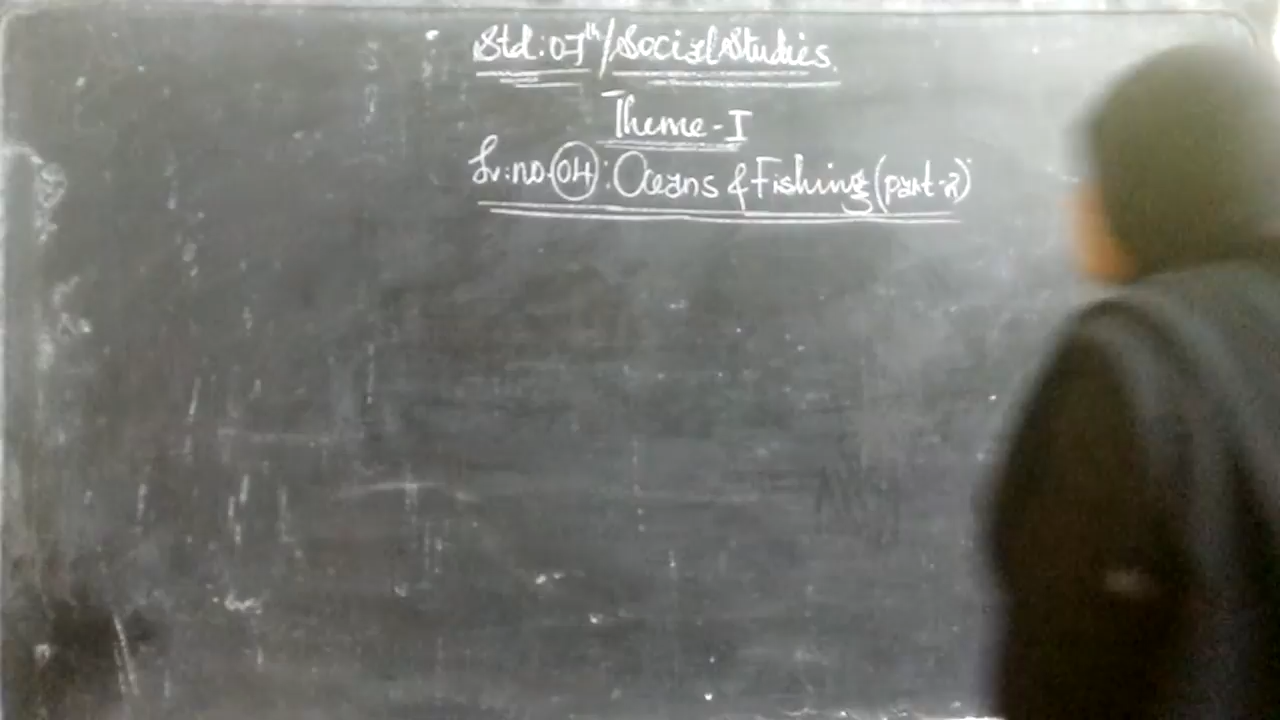 Std: 07th/Social Studies
Theme-I
Lr:no.04: Oceans & Fishing (part-2)